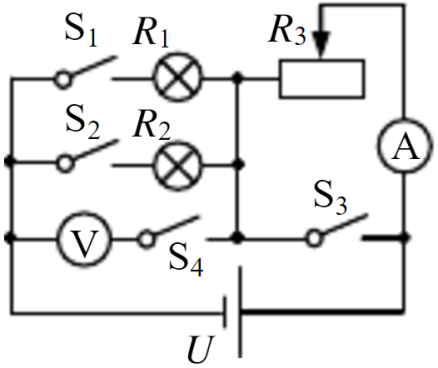 S₁ R₁ R₃
S₂ R₂ A
S₃
V S₄
U